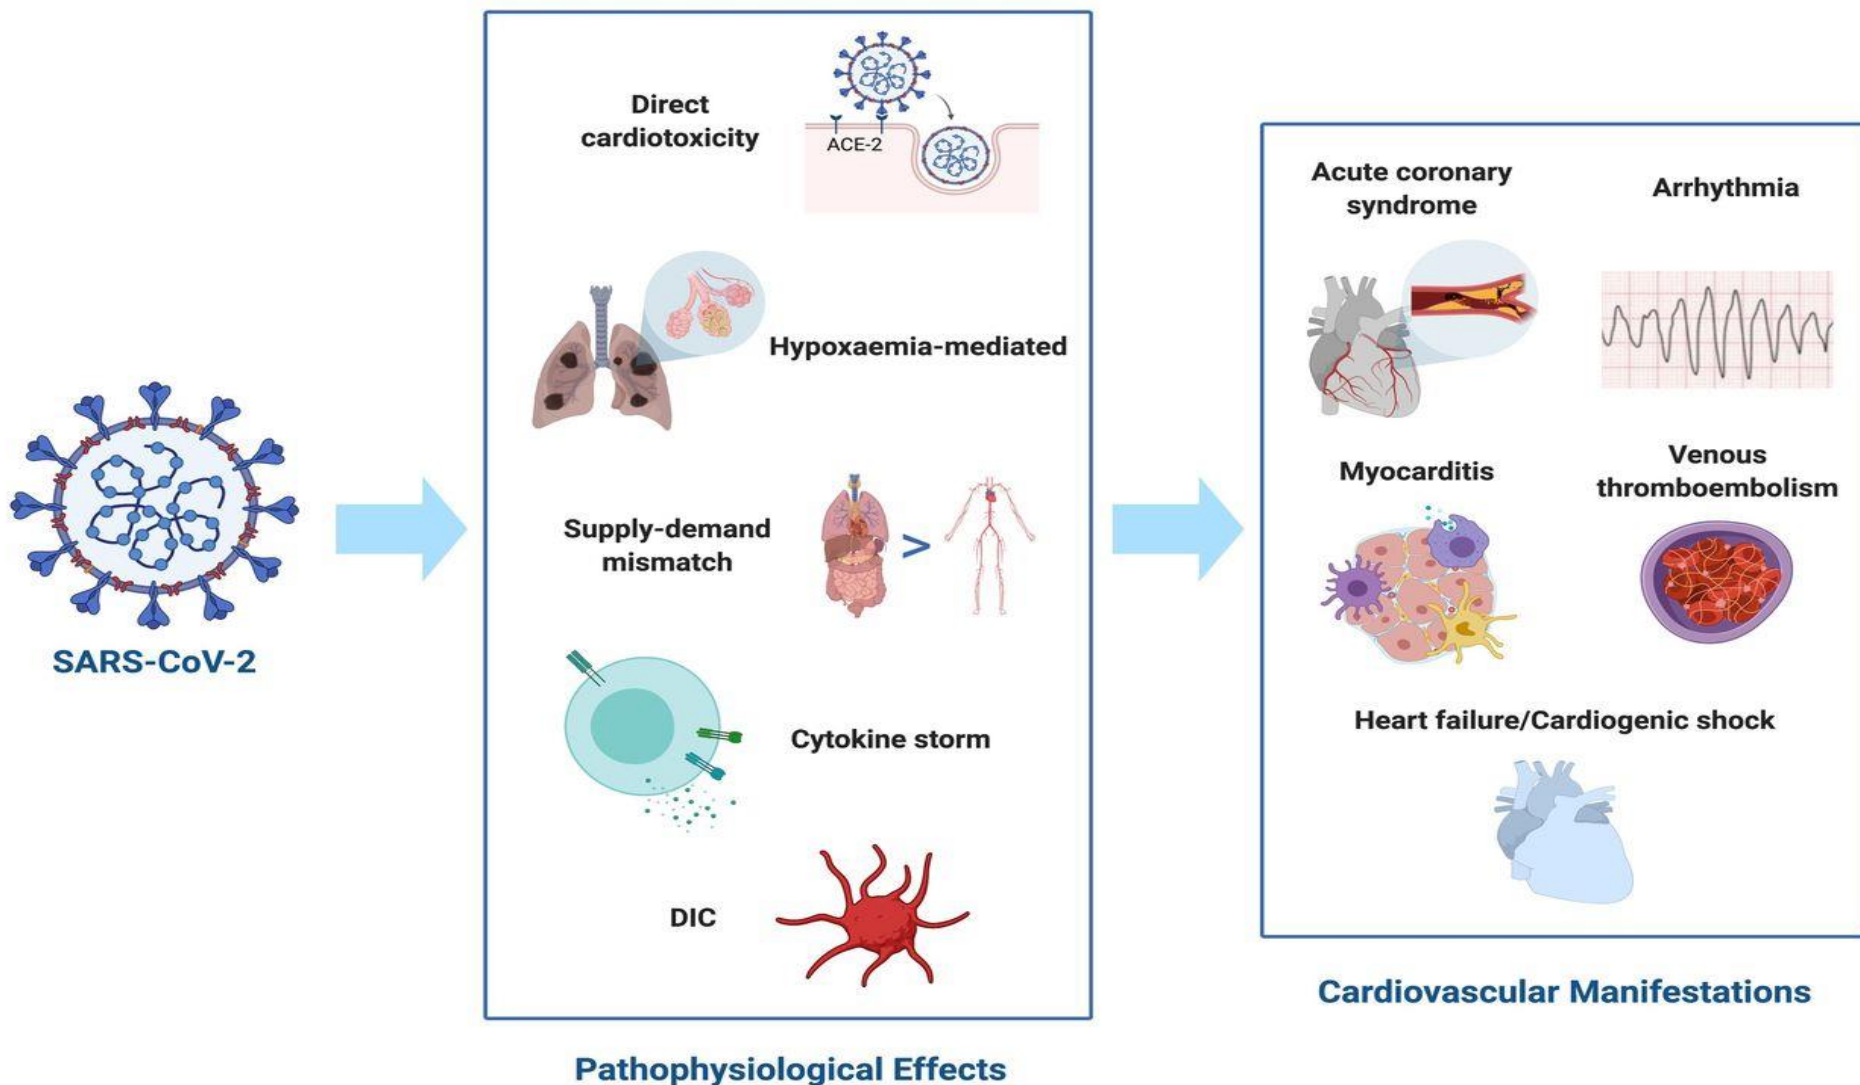 SARS-CoV-2
Direct
cardiotoxicity
ACE-2
Hypoxaemia-mediated
Supply-demand
mismatch
>
Cytokine storm
DIC
Pathophysiological Effects
Acute coronary
syndrome
Arrhythmia
Myocarditis
Venous
thromboembolism
Heart failure/Cardiogenic shock
Cardiovascular Manifestations